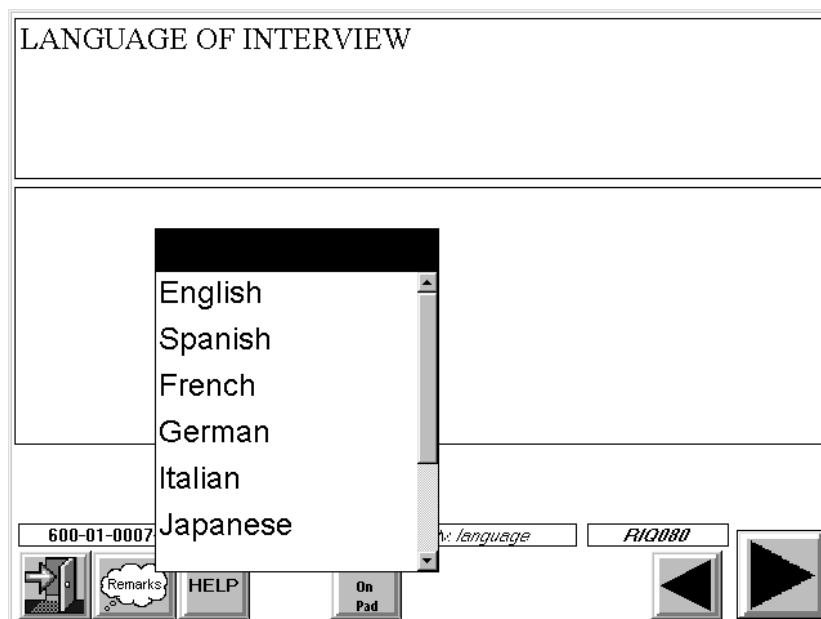 LANGUAGE OF INTERVIEW
English
Spanish
French
German
Italian
Japanese
600-01-0007
language
RIQ080
Remarks
HELP
On
Pad